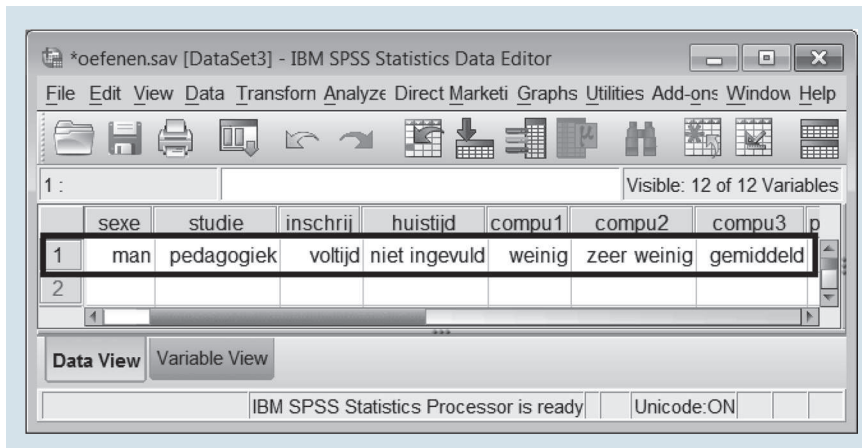 *oefenen.sav [DataSet3] - IBM SPSS Statistics Data Editor
File Edit View Data Transforn Analyze Direct Marketi Graphs Utilities Add-ons Window Help
1 : Visible: 12 of 12 Variables
sexe studie inschrij huistijd compu1 compu2 compu3 p
1 man pedagogiek voltijd niet ingevuld weinig zeer weinig gemiddeld
2
Data View Variable View
IBM SPSS Statistics Processor is ready Unicode:ON